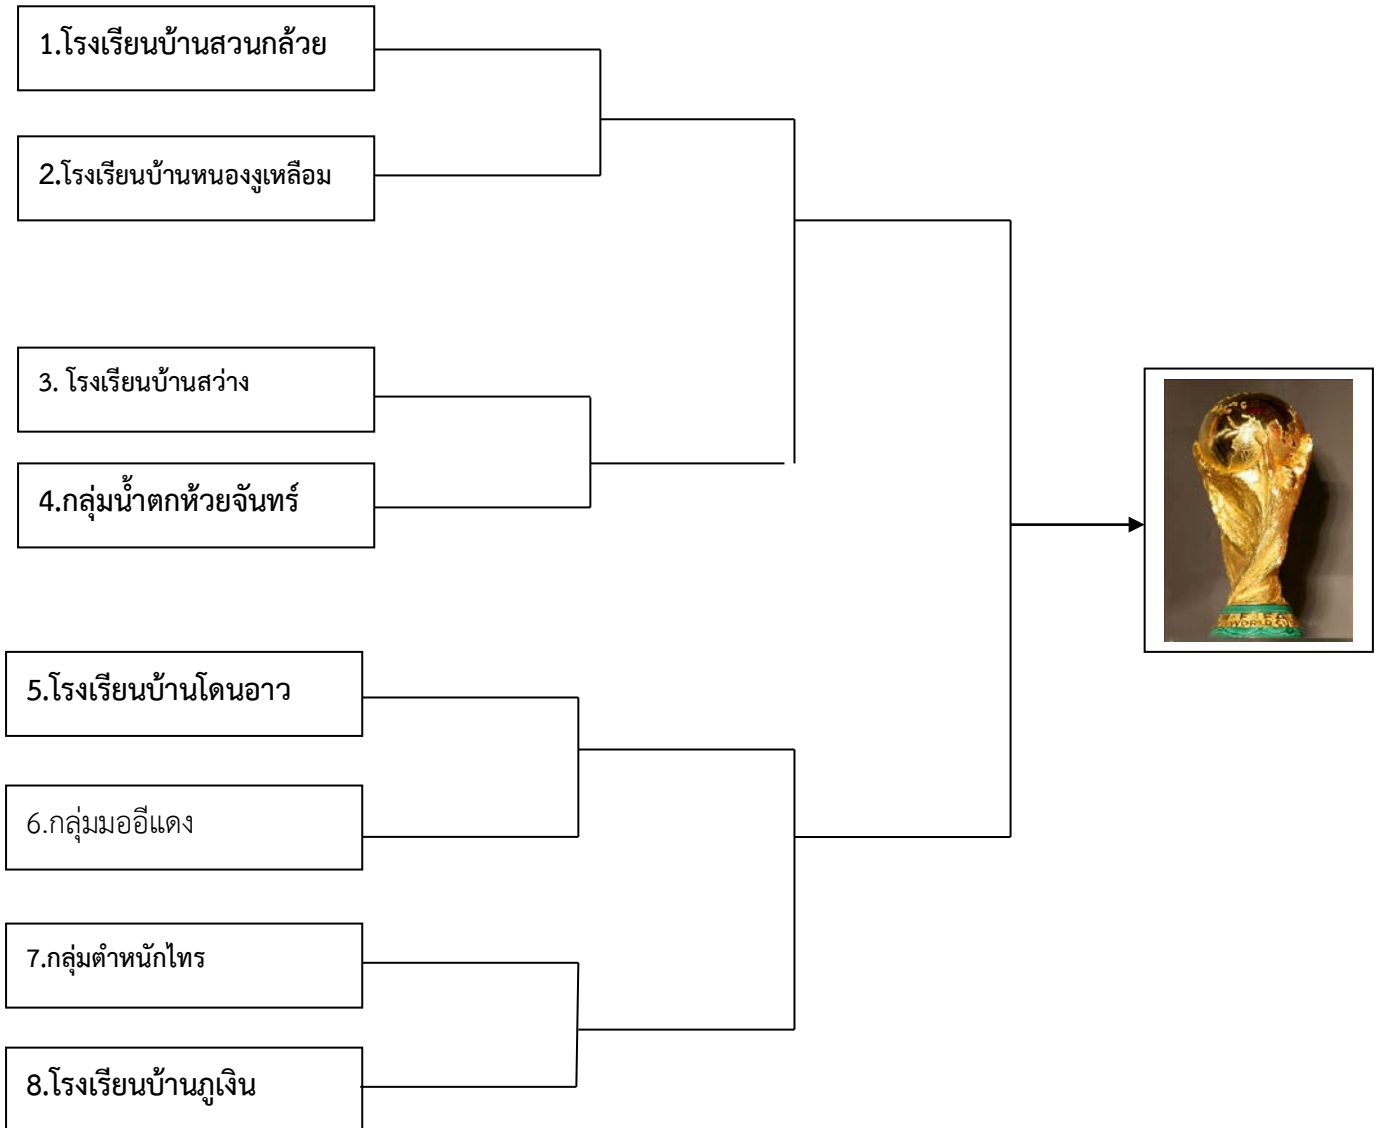 1.โรงเรียนบ้านสวนกล้วย
2.โรงเรียนบ้านหนองงูเหลือม
3. โรงเรียนบ้านสว่าง
4.กลุ่มน้ำตกห้วยจันทร์
5.โรงเรียนบ้านโดนอาว
6.กลุ่มมออีแดง
7.กลุ่มตำหนักไทร
8.โรงเรียนบ้านภูเงิน